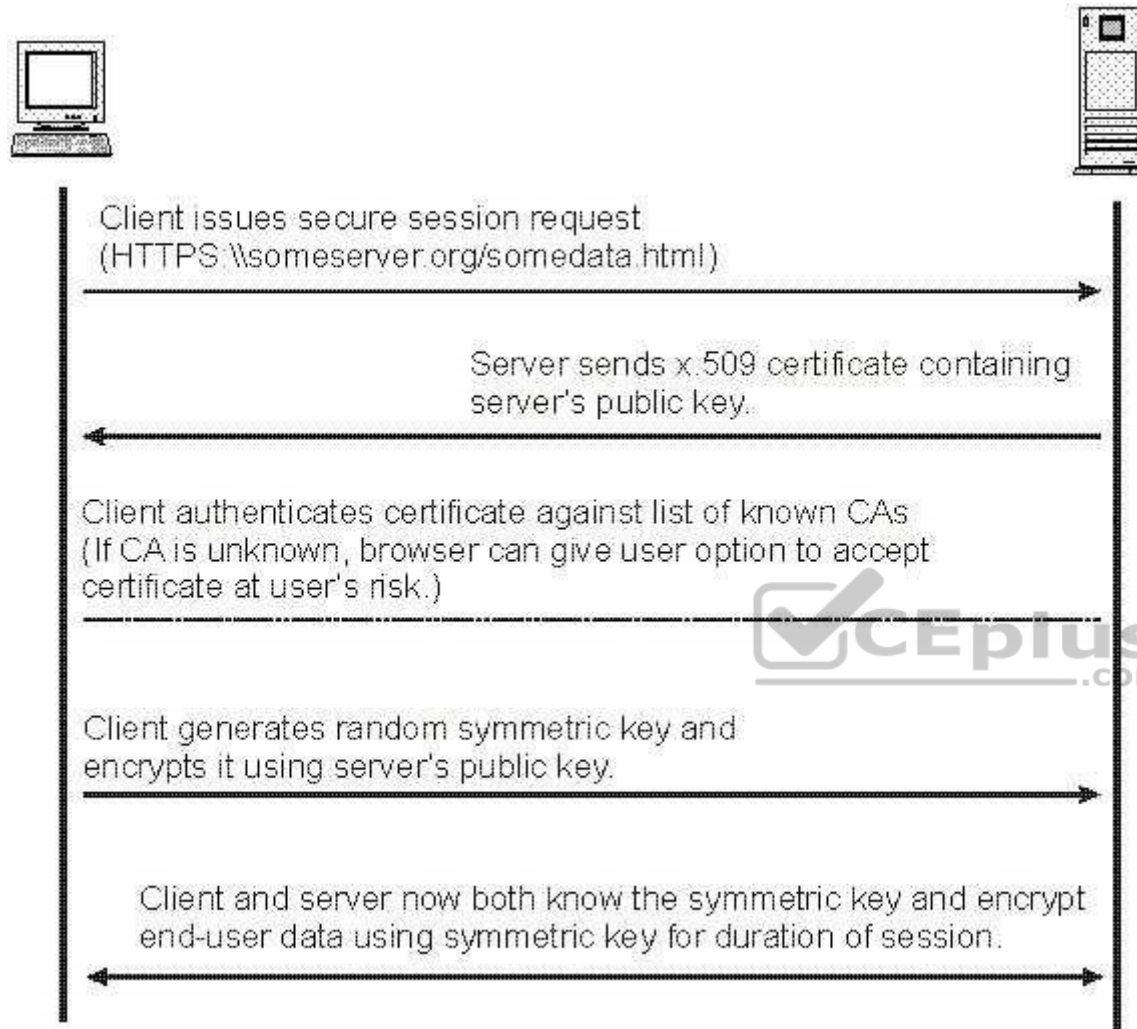 Client issues secure session request
(HTTPS:\\someserver.org/somedata.html)
Server sends x.509 certificate containing
server's public key.
Client authenticates certificate against list of known CAs
(If CA is unknown, browser can give user option to accept
certificate at user's risk.)
CEplus
.com
Client generates random symmetric key and
encrypts it using server's public key.
Client and server now both know the symmetric key and encrypt
end-user data using symmetric key for duration of session.